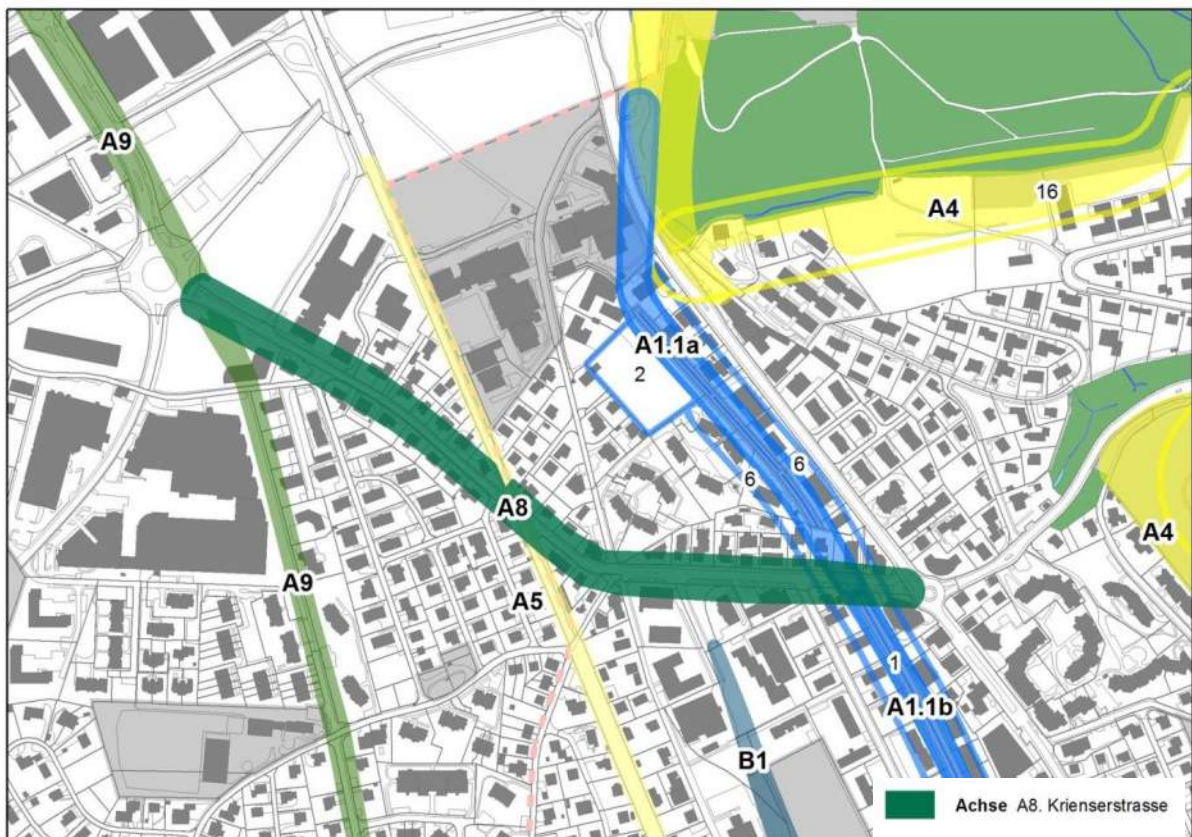 A9
16
A4
A1.1a
2
6
6
A8
A4
A9
A5
1
A1.1b
B1
Achse A8. Krienserstrasse